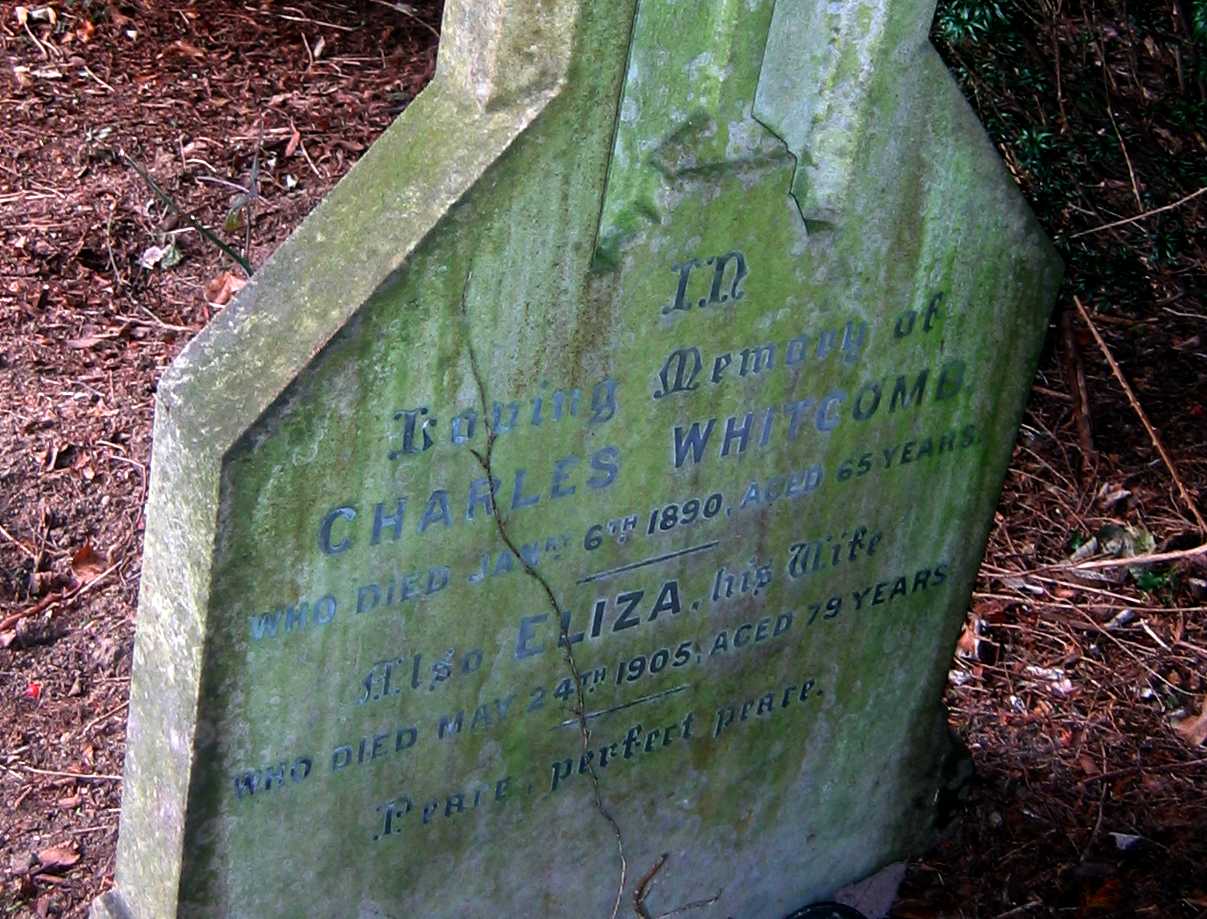 In
Loving Memory of
CHARLES WHITCOMB.
WHO DIED JANRY 6TH 1890, AGED 65 YEARS.
Also ELIZA, his Wife
WHO DIED MAY 24TH 1905, AGED 79 YEARS
Peace, perfect peace.